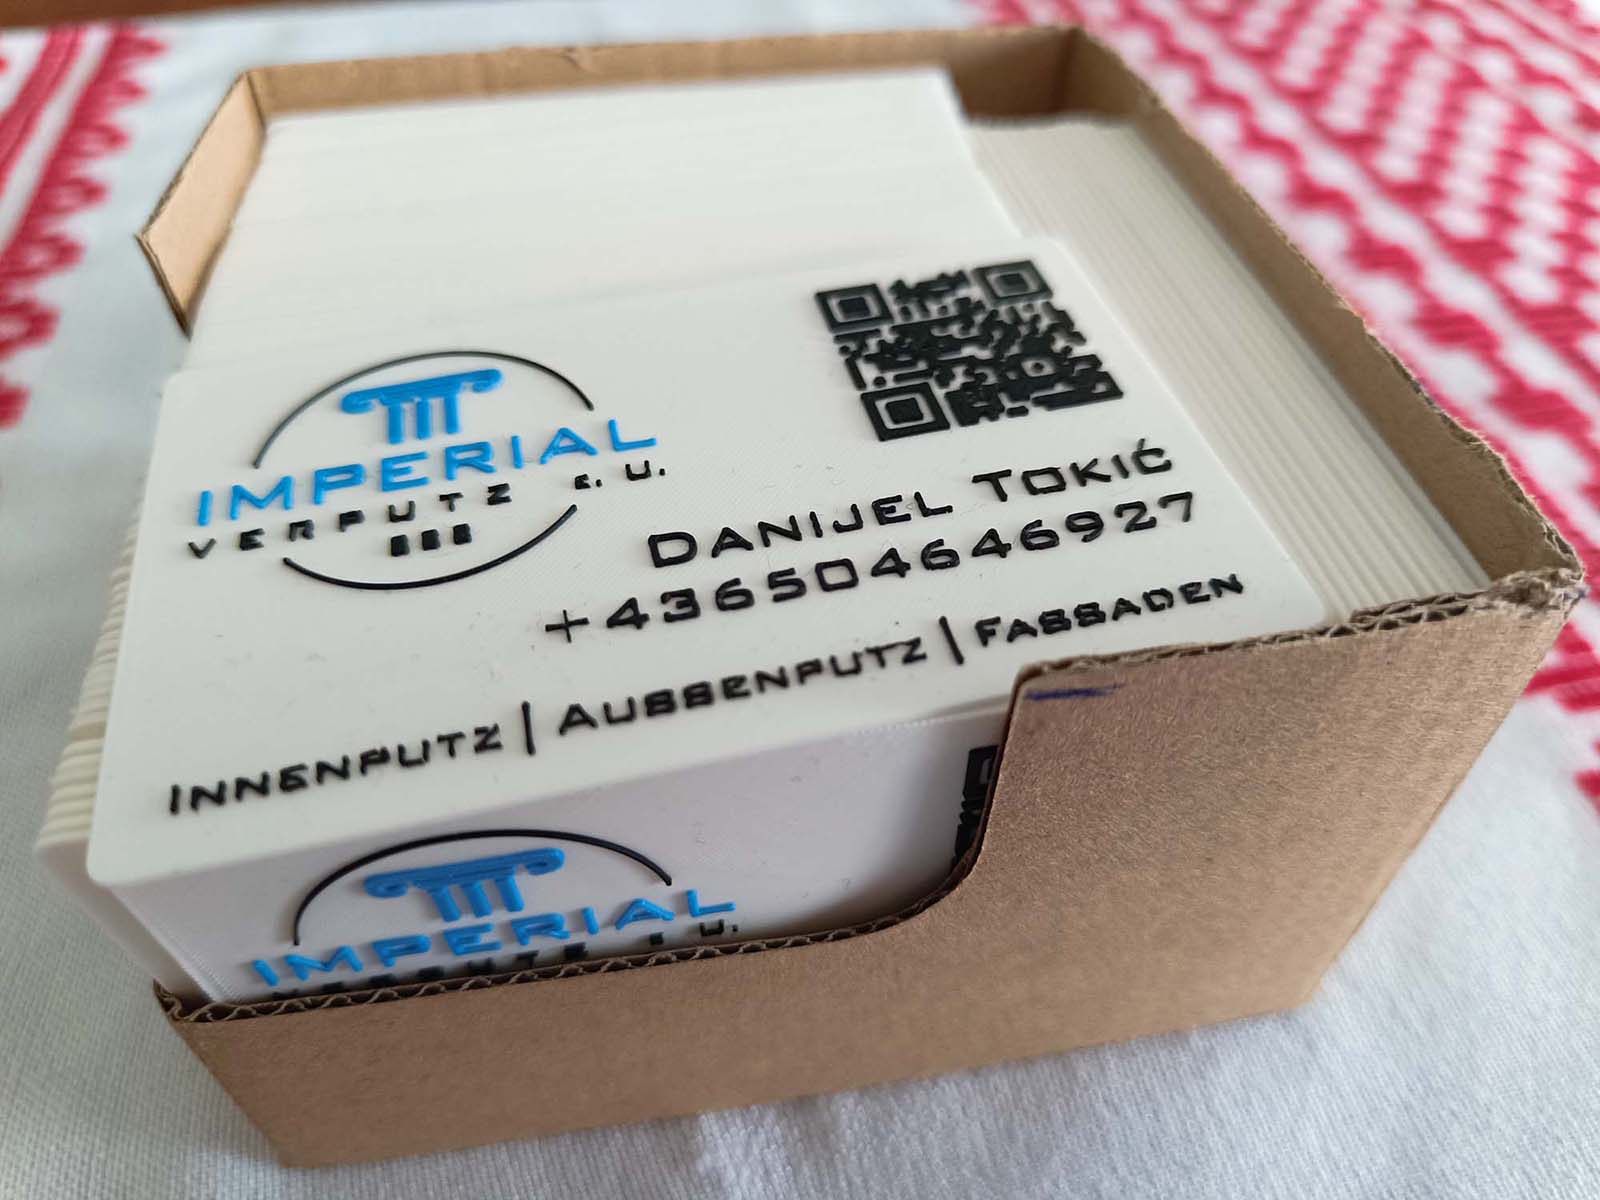 IMPERIAL
VERPUTZ e.U.
DANIJEL TOKIĆ
+436504646927
INNENPUTZ | AUSSENPUTZ | FASSADEN
IMPERIAL